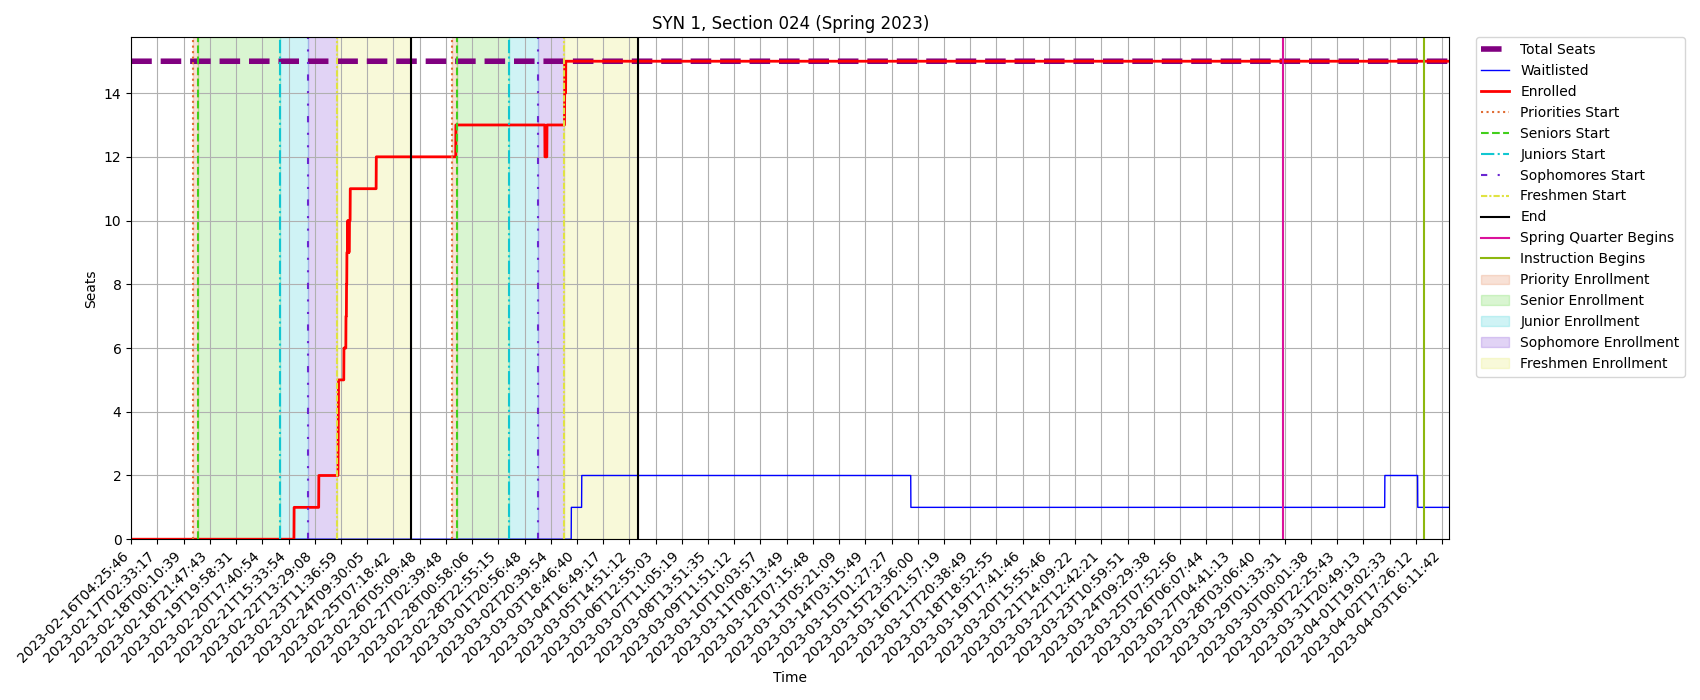 SYN 1, Section 024 (Spring 2023)
Seats
14
12
10
8
6
4
2
0
2023-02-16T04:25:46
2023-02-17T02:33:17
2023-02-18T00:10:39
2023-02-18T21:47:43
2023-02-19T19:58:31
2023-02-20T17:40:54
2023-02-21T15:33:54
2023-02-22T13:29:08
2023-02-23T11:36:59
2023-02-24T09:30:05
2023-02-25T07:18:42
2023-02-26T05:09:48
2023-02-27T02:39:48
2023-02-28T00:58:06
2023-02-28T22:55:15
2023-03-01T20:56:48
2023-03-02T20:39:54
2023-03-03T18:46:40
2023-03-04T16:49:17
2023-03-05T14:51:12
2023-03-06T12:55:03
2023-03-07T11:05:19
2023-03-08T13:51:35
2023-03-09T11:51:12
2023-03-10T10:03:57
2023-03-11T08:13:49
2023-03-12T07:15:48
2023-03-13T05:21:09
2023-03-14T03:15:49
2023-03-15T01:27:27
2023-03-15T23:36:00
2023-03-16T21:57:19
2023-03-17T20:38:49
2023-03-18T18:52:55
2023-03-19T17:41:46
2023-03-20T15:55:46
2023-03-21T14:09:22
2023-03-22T12:42:21
2023-03-23T10:59:51
2023-03-24T09:29:38
2023-03-25T07:52:56
2023-03-26T06:07:44
2023-03-27T04:41:13
2023-03-28T03:06:40
2023-03-29T01:33:31
2023-03-30T00:01:38
2023-03-30T22:25:43
2023-03-31T20:49:13
2023-04-01T19:02:33
2023-04-02T17:26:12
2023-04-03T16:11:42
Time
Total Seats
Waitlisted
Enrolled
Priorities Start
Seniors Start
Juniors Start
Sophomores Start
Freshmen Start
End
Spring Quarter Begins
Instruction Begins
Priority Enrollment
Senior Enrollment
Junior Enrollment
Sophomore Enrollment
Freshmen Enrollment